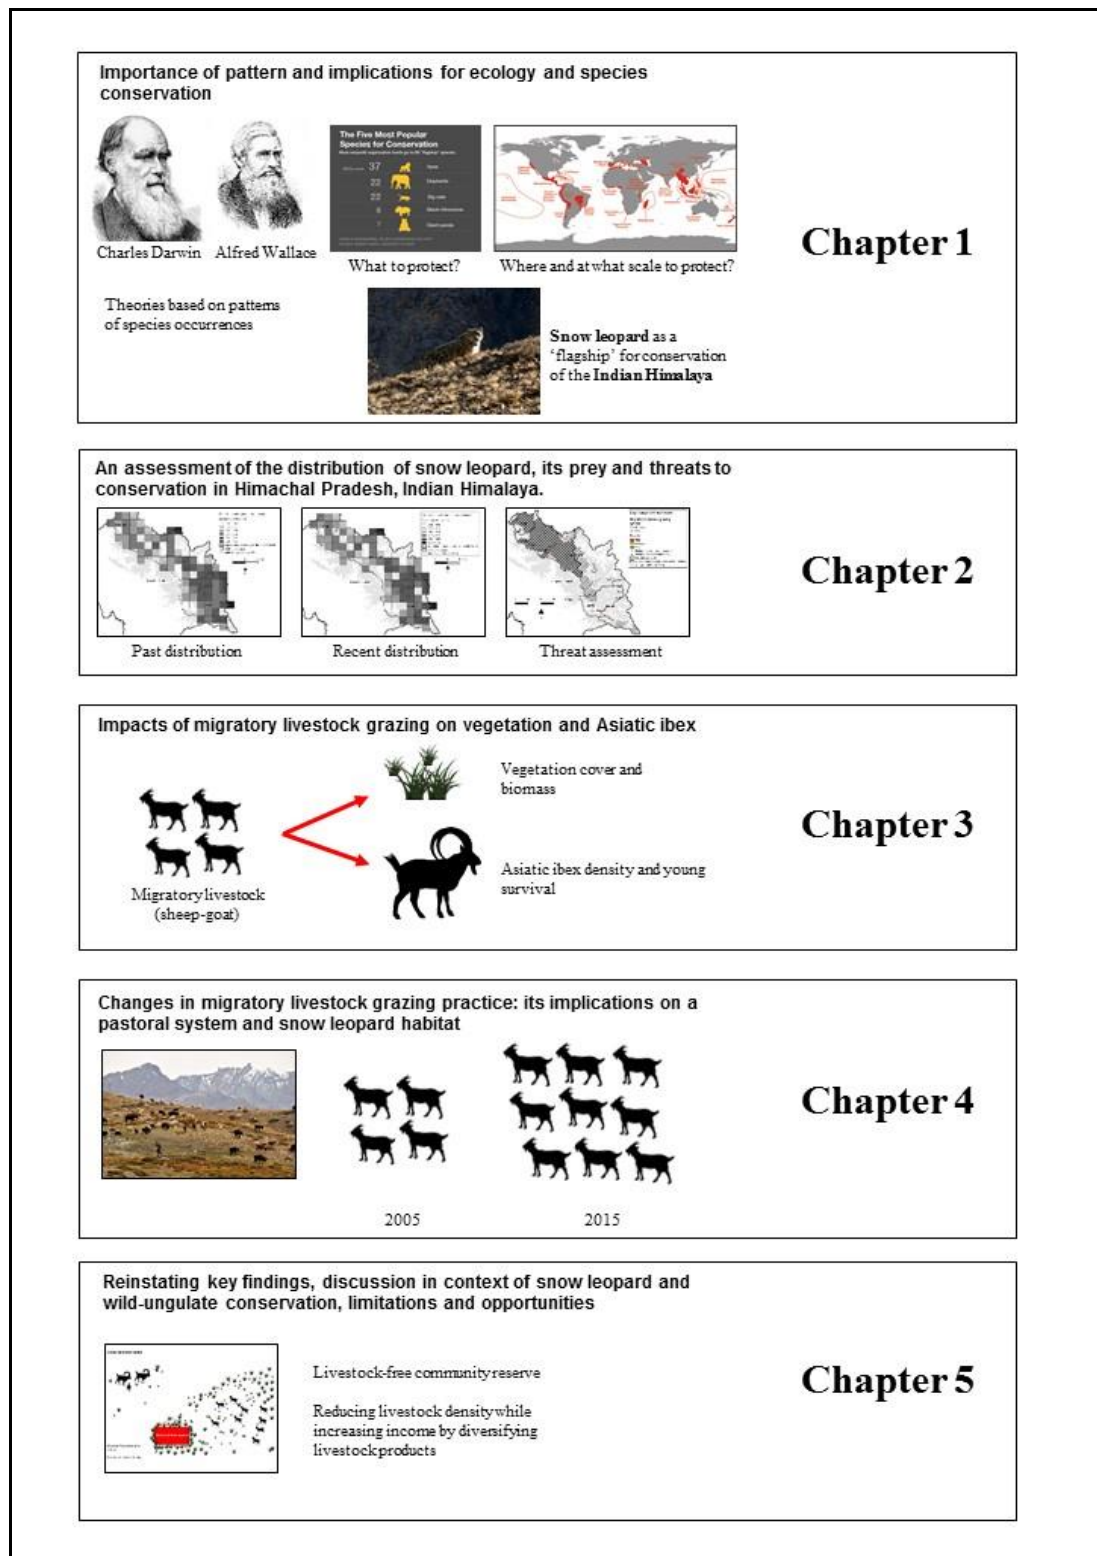 Importance of pattern and implications for ecology and species
conservation
The Five Most Popular
Species for Conservation
37
22
22
Charles Darwin
Alfred Wallace
What to protect?
Where and at what scale to protect?
Theories based on patterns
of species occurrences
Snow leopard as a
‘flagship’ for conservation
of the Indian Himalaya
Chapter 1
An assessment of the distribution of snow leopard, its prey and threats to
conservation in Himachal Pradesh, Indian Himalaya.
Past distribution
Recent distribution
Threat assessment
Chapter 2
Impacts of migratory livestock grazing on vegetation and Asiatic ibex
Vegetation cover and
biomass
Migratory livestock
(sheep-goat)
Asiatic ibex density and young
survival
Chapter 3
Changes in migratory livestock grazing practice: its implications on a
pastoral system and snow leopard habitat
2005
2015
Chapter 4
Reinstating key findings, discussion in context of snow leopard and
wild-ungulate conservation, limitations and opportunities
Livestock-free community reserve
Reducing livestock density while
increasing income by diversifying
livestock products
Chapter 5